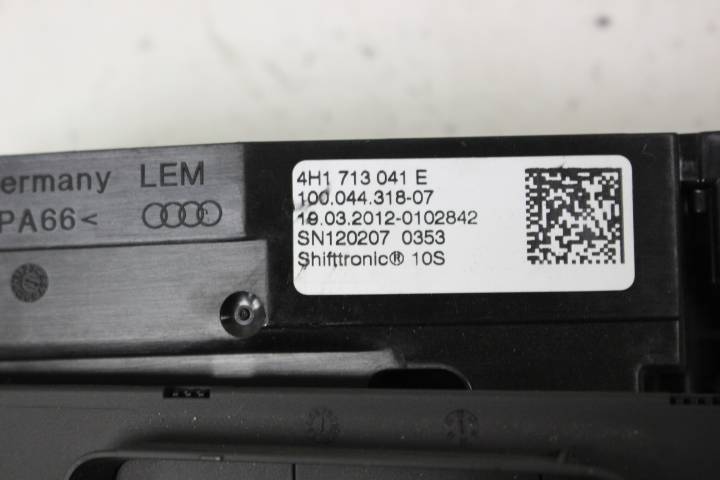 ermany LEM
PA66<
4H1 713 041 E
100.044.318-07
19.03.2012-0102842
SN120207 0353
Shifttronic® 10S